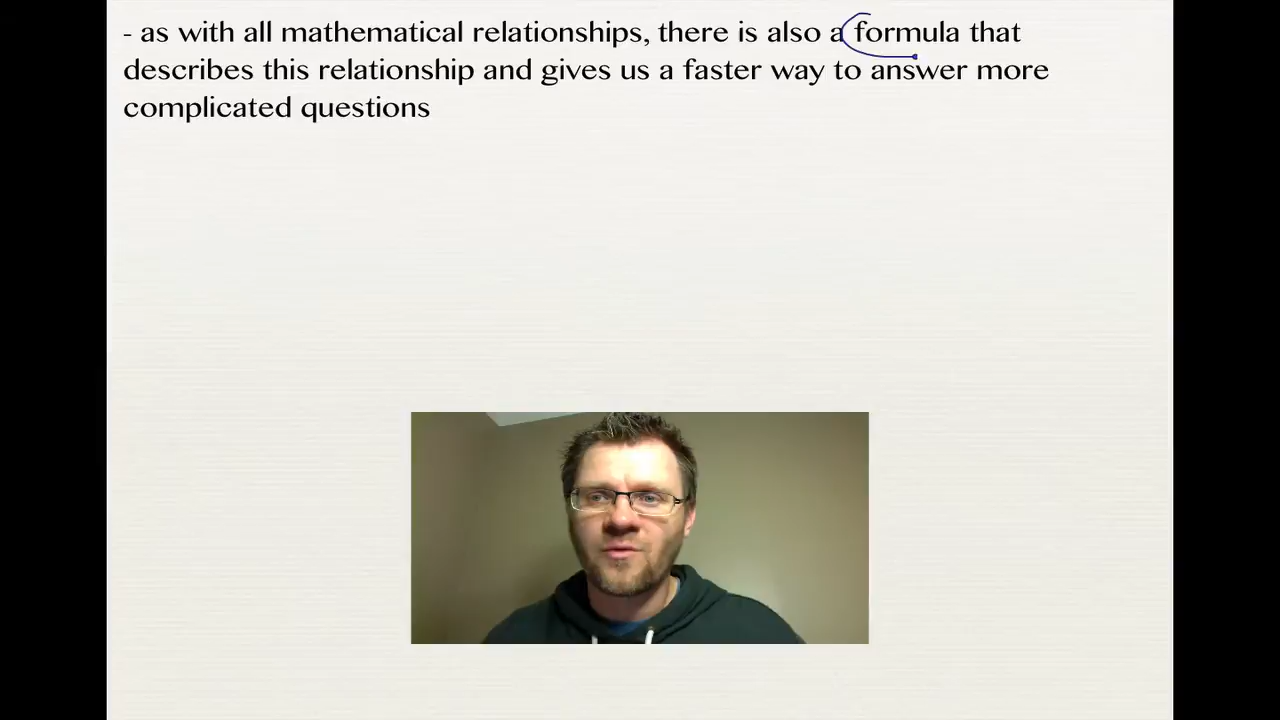 - as with all mathematical relationships, there is also a formula that
describes this relationship and gives us a faster way to answer more
complicated questions